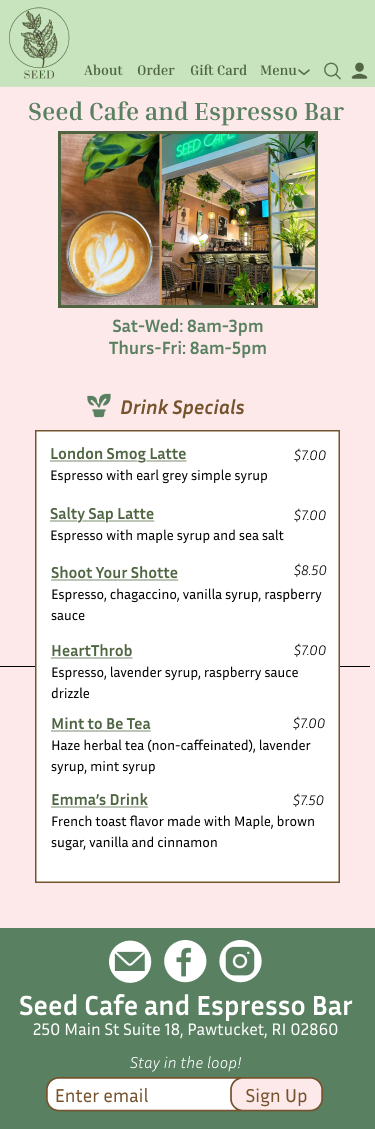 SEED
About Order Gift Card Menu
Seed Cafe and Espresso Bar
SEED CAFE
Sat-Wed: 8am-3pm
Thurs-Fri: 8am-5pm
Drink Specials
London Smog Latte $7.00
Espresso with earl grey simple syrup
Salty Sap Latte $7.00
Espresso with maple syrup and sea salt
Shoot Your Shotte $8.50
Espresso, chagaccino, vanilla syrup, raspberry
sauce
HeartThrob $7.00
Espresso, lavender syrup, raspberry sauce
drizzle
Mint to Be Tea $7.00
Haze herbal tea (non-caffeinated), lavender
syrup, mint syrup
Emma's Drink $7.50
French toast flavor made with Maple, brown
sugar, vanilla and cinnamon
Seed Cafe and Espresso Bar
250 Main St Suite 18, Pawtucket, RI 02860
Stay in the loop!
Enter email Sign Up